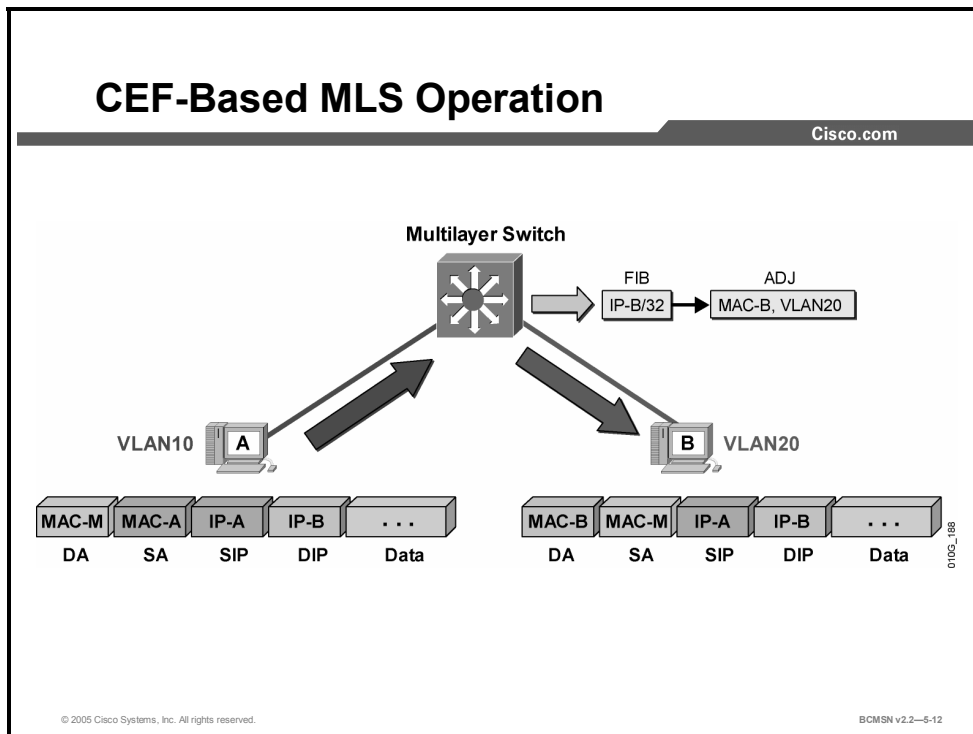 CEF-Based MLS Operation
Cisco.com
Multilayer Switch
FIB
ADJ
IP-B/32
MAC-B, VLAN20
VLAN10
A
B
VLAN20
MAC-M MAC-A IP-A IP-B . . .
DA SA SIP DIP Data
MAC-B MAC-M IP-A IP-B . . .
DA SA SIP DIP Data
010G_188
© 2005 Cisco Systems, Inc. All rights reserved.
BCMSN v2.2—5-12